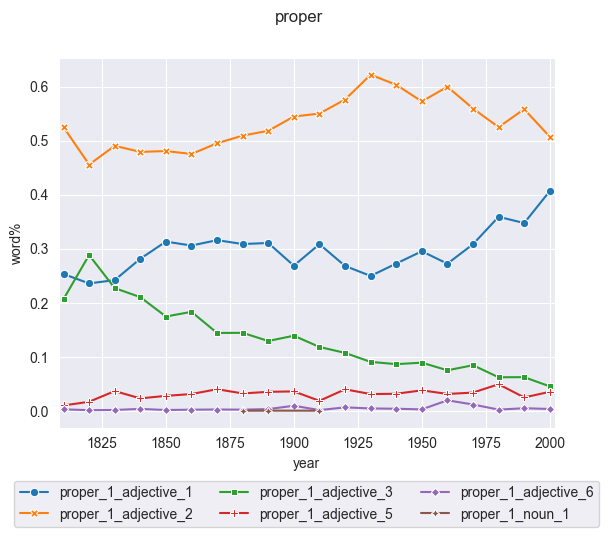 proper
0.6
0.5
0.4
0.3
0.2
0.1
0.0
word%
1825 1850 1875 1900 1925 1950 1975 2000
year
proper_1_adjective_1 proper_1_adjective_3 proper_1_adjective_6
proper_1_adjective_2 proper_1_adjective_5 proper_1_noun_1